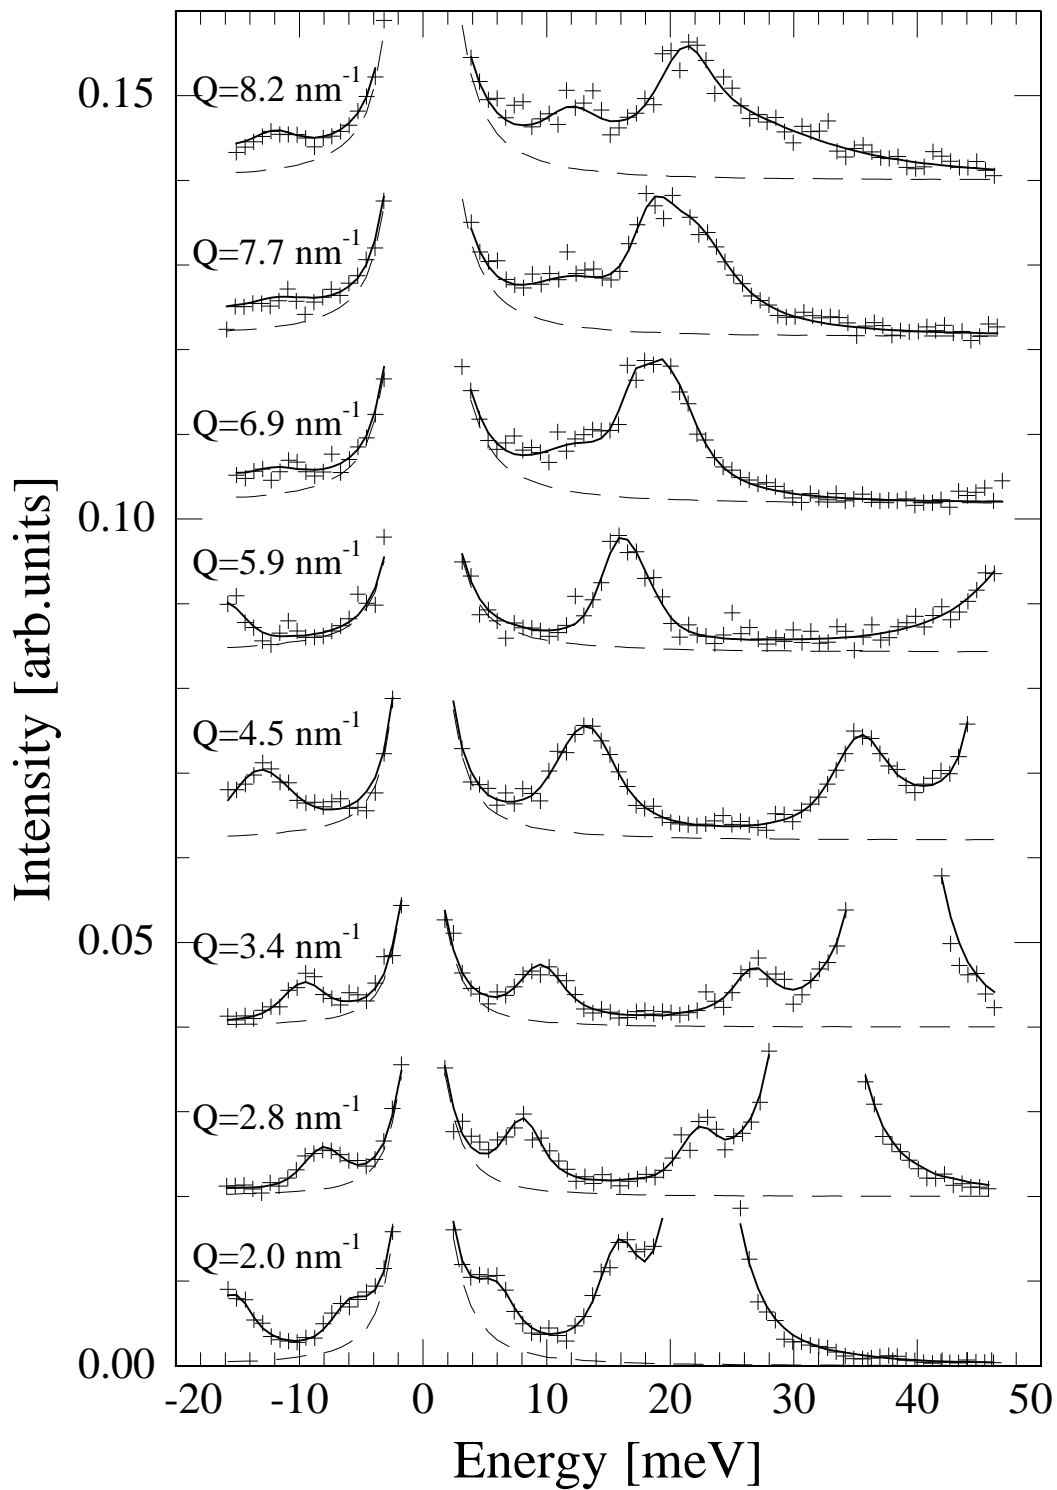 0.15
Q=8.2 nm⁻¹
Q=7.7 nm⁻¹
Q=6.9 nm⁻¹
0.10
Q=5.9 nm⁻¹
Q=4.5 nm⁻¹
0.05
Q=3.4 nm⁻¹
Q=2.8 nm⁻¹
Q=2.0 nm⁻¹
0.00
Intensity [arb.units]
-20 -10 0 10 20 30 40 50
Energy [meV]